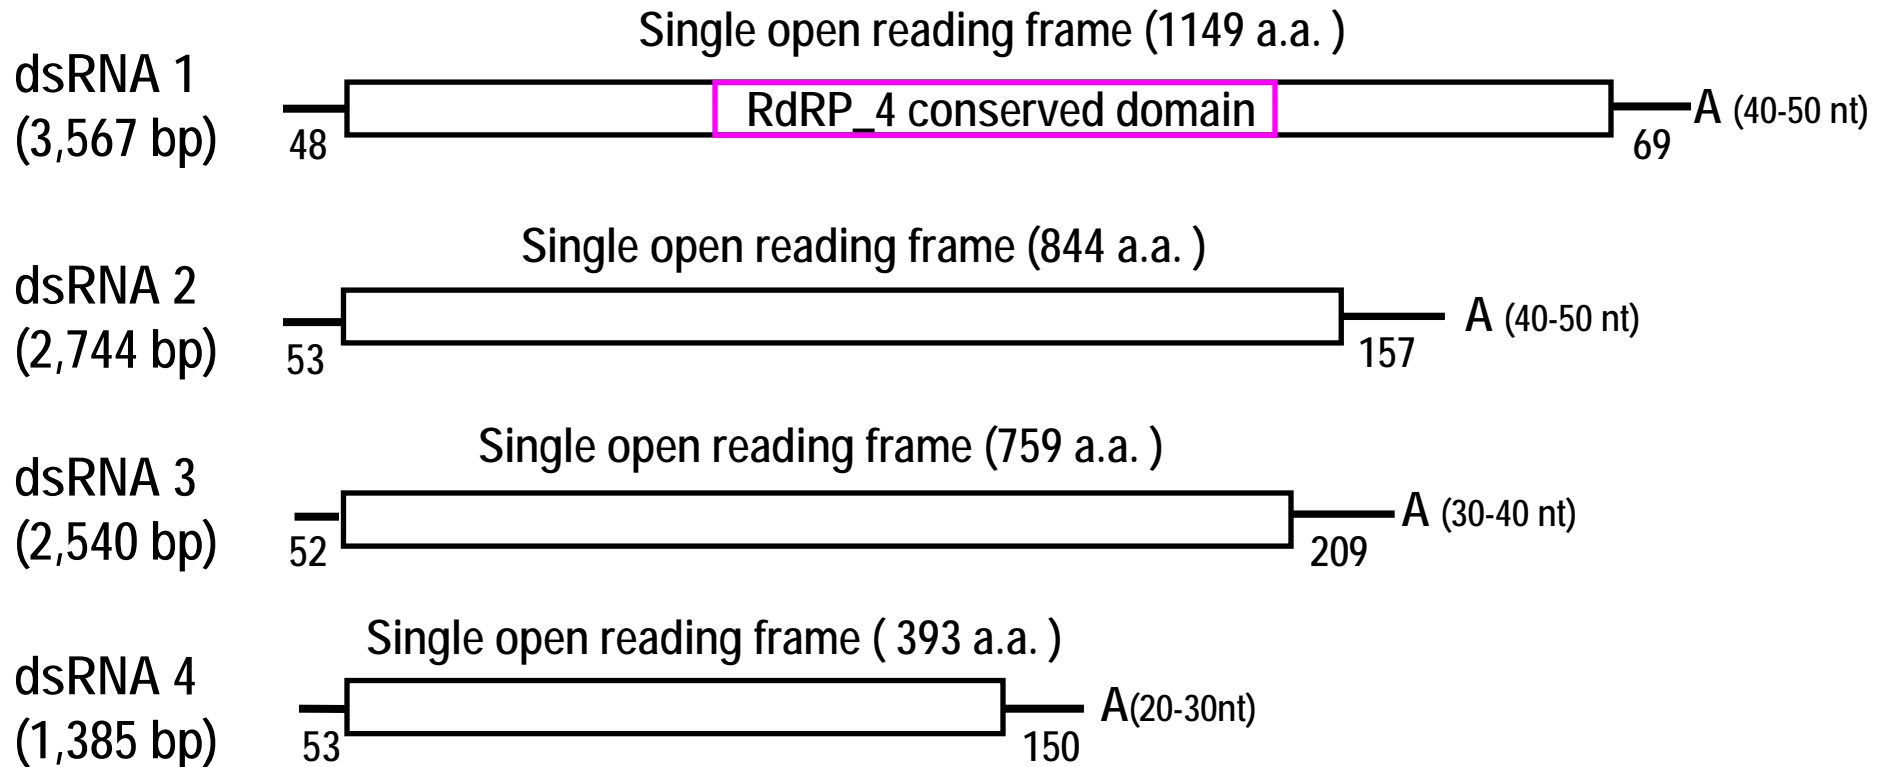 Single open reading frame (1149 a.a. )
dsRNA 1
(3,567 bp)
RdRP_4 conserved domain
A (40-50 nt)
48
69
Single open reading frame (844 a.a. )
dsRNA 2
(2,744 bp)
A (40-50 nt)
53
157
Single open reading frame (759 a.a. )
dsRNA 3
(2,540 bp)
A (30-40 nt)
52
209
Single open reading frame ( 393 a.a. )
dsRNA 4
(1,385 bp)
A(20-30nt)
53
150